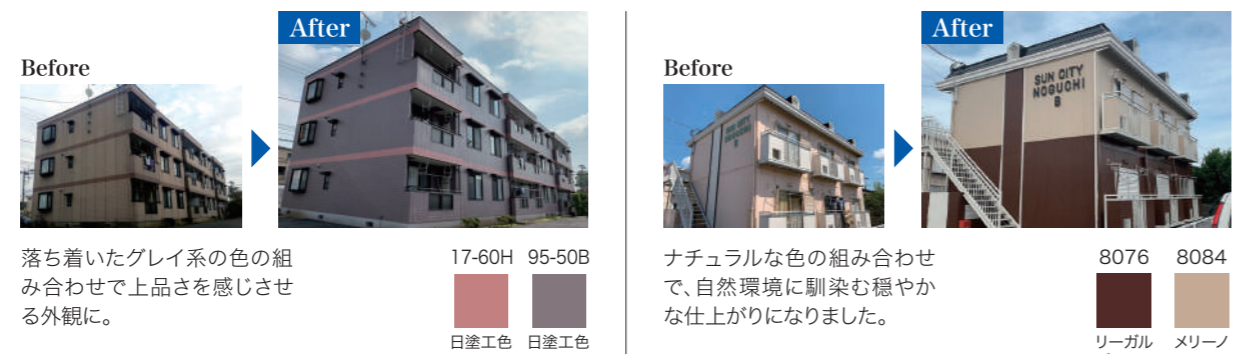 Before
After
落ち着いたグレイ系の色の組
み合わせで上品さを感じさせ
る外観に。
17-60H 95-50B
日塗工色 日塗工色
Before
After
SUN CITY
NOGUCHI
B
SUN CITY
NOGUCHI
B
ナチュラルな色の組み合わせ
で、自然環境に馴染む穏やか
な仕上がりになりました。
8076 8084
リーガル メリーノ